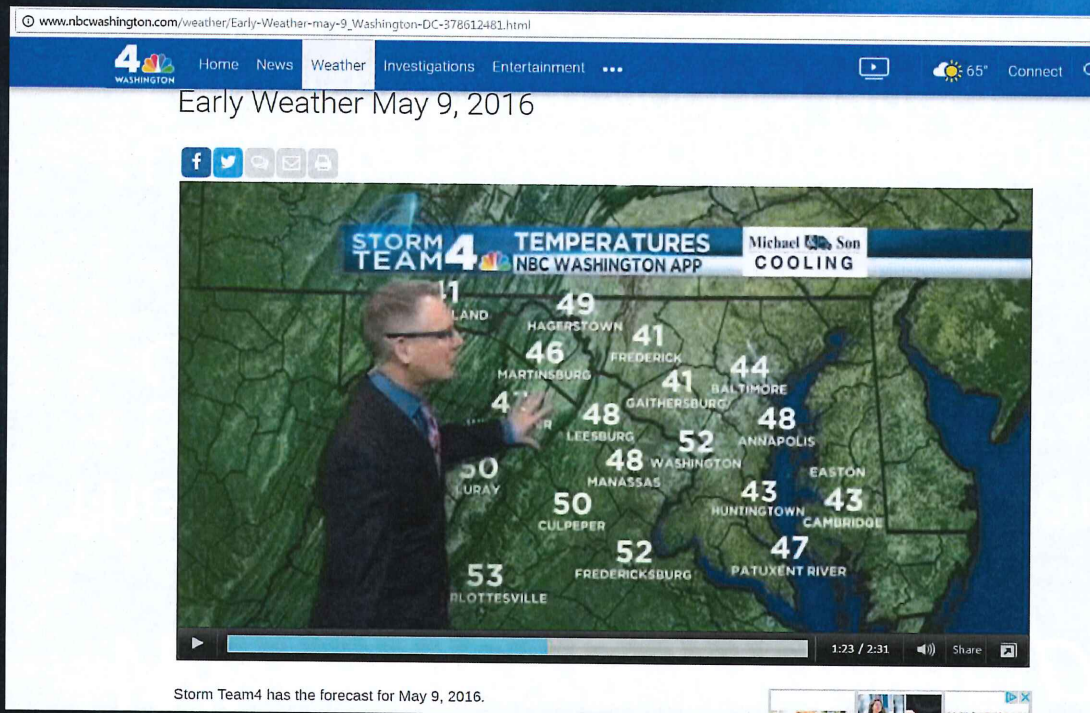 www.nbcwashington.com/weather/Early-Weather-may-9_Washington-DC-378612481.html
4 WASHINGTON
Home News Weather Investigations Entertainment ••• 65° Connect
Early Weather May 9, 2016
STORM TEAM 4
TEMPERATURES
NBC WASHINGTON APP
Michael Son
COOLING
LAND
49
HAGERSTOWN
41
FREDERICK
46
MARTINSBURG
44
BALTIMORE
41
GAITHERSBURG
48
LEESBURG
48
ANNAPOLIS
52
WASHINGTON
48
MANASSAS
50
LURAY
EASTON
43
HUNTINGTOWN
43
CAMBRIDGE
50
CULPEPER
52
FREDERICKSBURG
47
PATUXENT RIVER
53
RLOTTESVILLE
1:23 / 2:31 Share
Storm Team4 has the forecast for May 9, 2016.